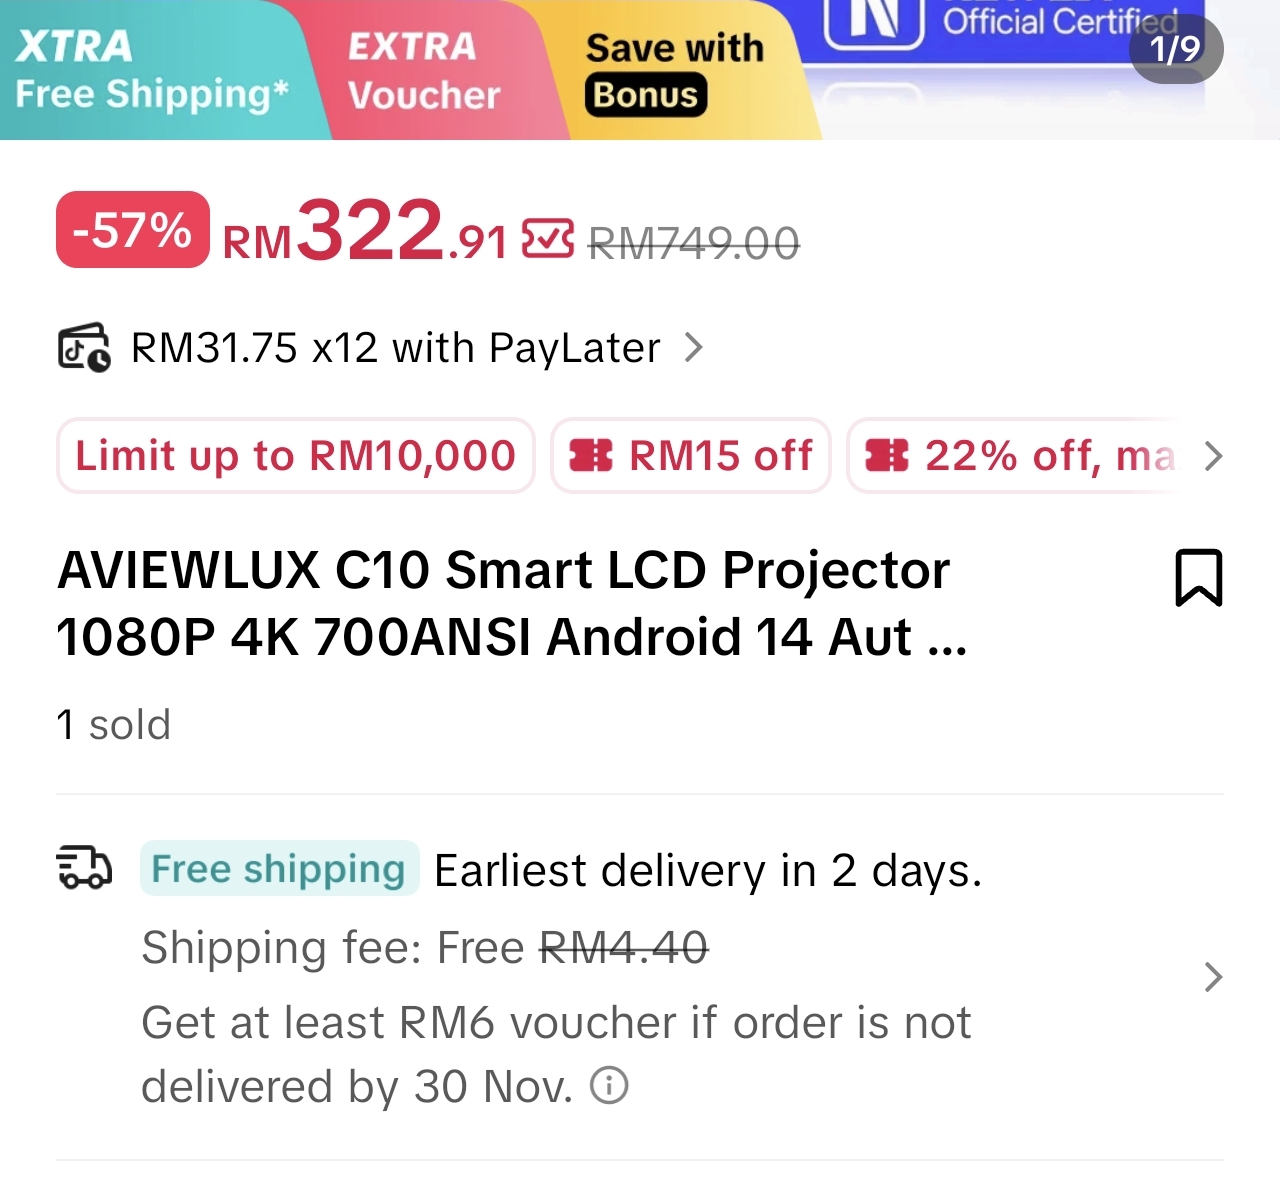 XTRA
Free Shipping*
EXTRA
Voucher
Save with
Bonus
N
Official Certified
1/9
-57%
RM322.91
RM749.00
RM31.75 x12 with PayLater
Limit up to RM10,000
RM15 off
22% off, ma
AVIEWLUX C10 Smart LCD Projector
1080P 4K 700ANSI Android 14 Aut ...
1 sold
Free shipping Earliest delivery in 2 days.
Shipping fee: Free RM4.40
Get at least RM6 voucher if order is not
delivered by 30 Nov.